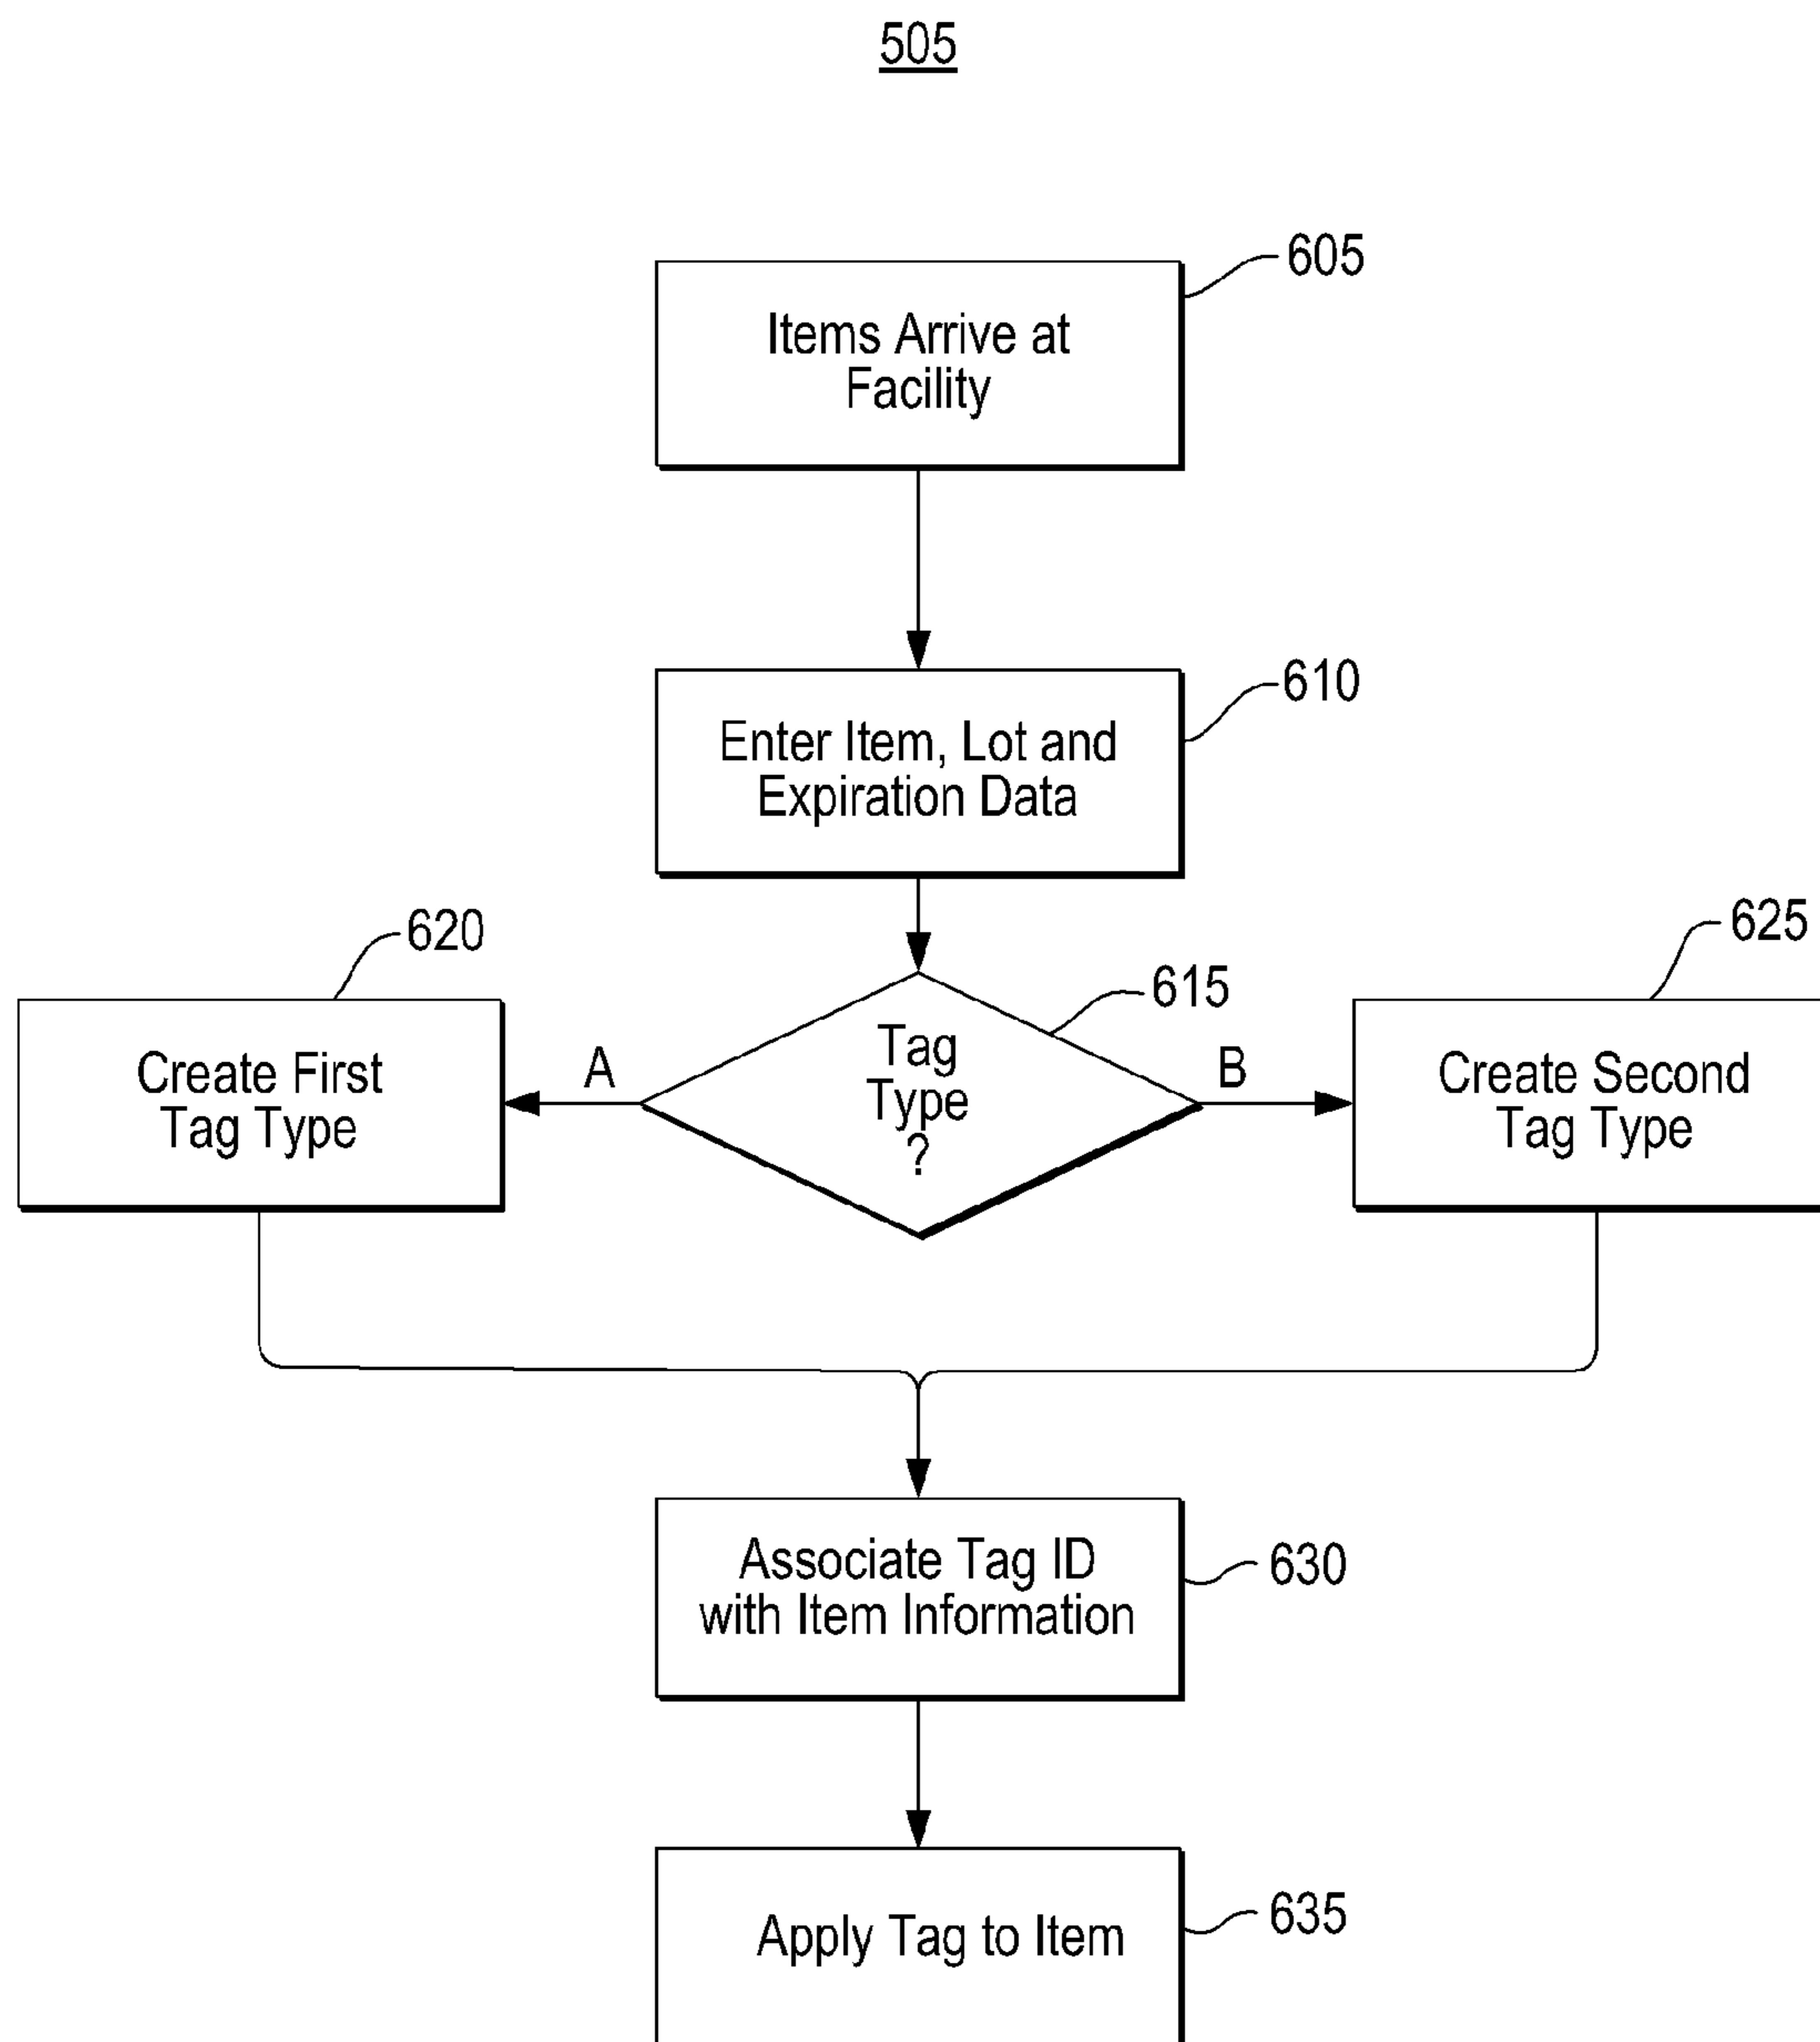 505
605
Items Arrive at
Facility
610
Enter Item, Lot and
Expiration Data
620
625
615
Tag
Type
?
A
B
Create First
Tag Type
Create Second
Tag Type
Associate Tag ID
with Item Information
630
Apply Tag to Item
635